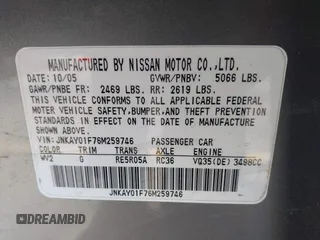 MANUFACTURED BY NISSAN MOTOR CO.,LTD.
DATE: 10/05 GVWR/PNBV: 5066 LBS.
GAWR/PNBE FR: 2469 LBS. RR: 2619 LBS.
THIS VEHICLE CONFORMS TO ALL APPLICABLE FEDERAL
MOTOR VEHICLE SAFETY, BUMPER, AND THEFT PREVENTION
STANDARDS IN EFFECT ON THE DATE OF MANUFACTURE
SHOWN ABOVE.
VIN: JNKAY01F76M259746 PASSENGER CAR
COLOR TRIM TRANS AXLE ENGINE
WV2 G RE5R05A RC36 VQ35(DE) 3498CC
JNKAY01F76M259746
DREAMBID